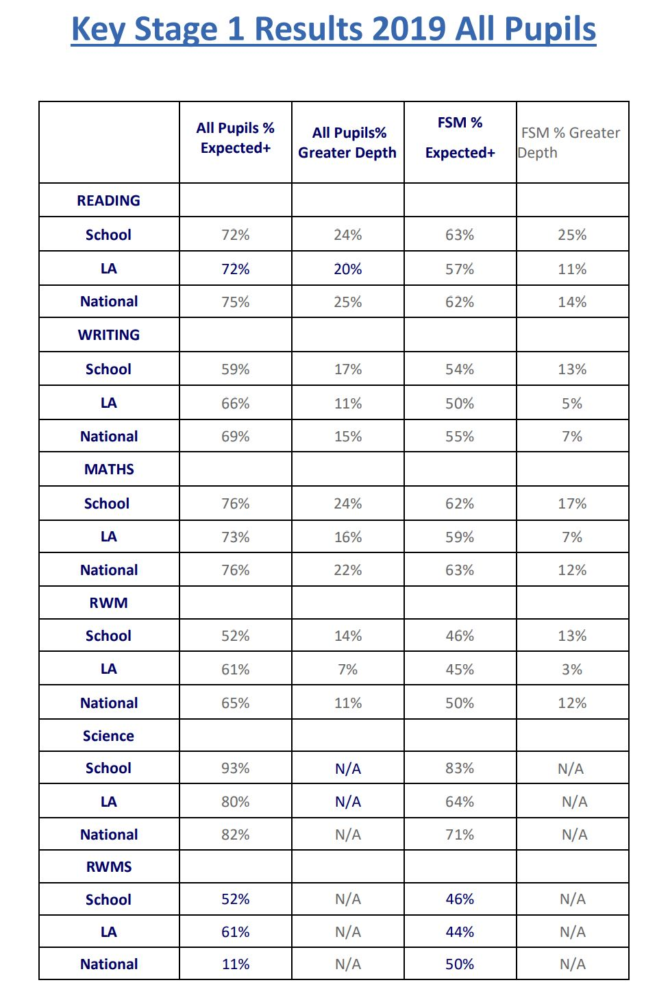 Key Stage 1 Results 2019 All Pupils
All Pupils % Expected+ All Pupils% Greater Depth FSM % Expected+ FSM % Greater Depth
READING
School 72% 24% 63% 25%
LA 72% 20% 57% 11%
National 75% 25% 62% 14%
WRITING
School 59% 17% 54% 13%
LA 66% 11% 50% 5%
National 69% 15% 55% 7%
MATHS
School 76% 24% 62% 17%
LA 73% 16% 59% 7%
National 76% 22% 63% 12%
RWM
School 52% 14% 46% 13%
LA 61% 7% 45% 3%
National 65% 11% 50% 12%
Science
School 93% N/A 83% N/A
LA 80% N/A 64% N/A
National 82% N/A 71% N/A
RWMS
School 52% N/A 46% N/A
LA 61% N/A 44% N/A
National 11% N/A 50% N/A